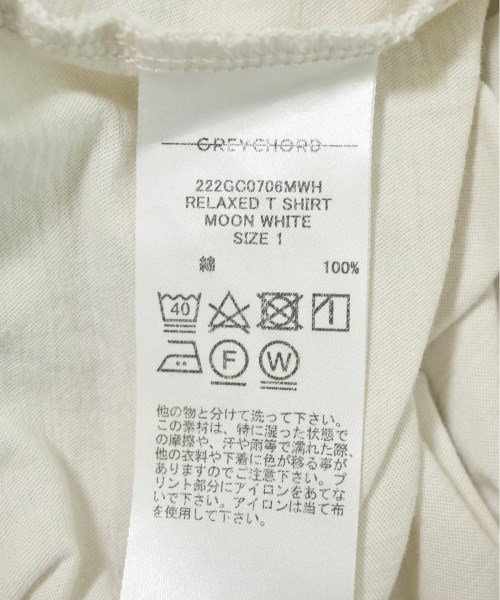 GREYCHORD
222GC0706MWH
RELAXED T SHIRT
MOON WHITE
SIZE 1
綿 100%
40
F W
他の物と分けて洗って下さい。
この素材は、特に湿った状態で
の摩擦や、汗や雨等で濡れた際、
他の衣料や下着に色が移る事が
ありますのでご注意下さい。プ
リント部分にアイロンをあてな
いで下さい。アイロンは当て布
を使用して下さい。